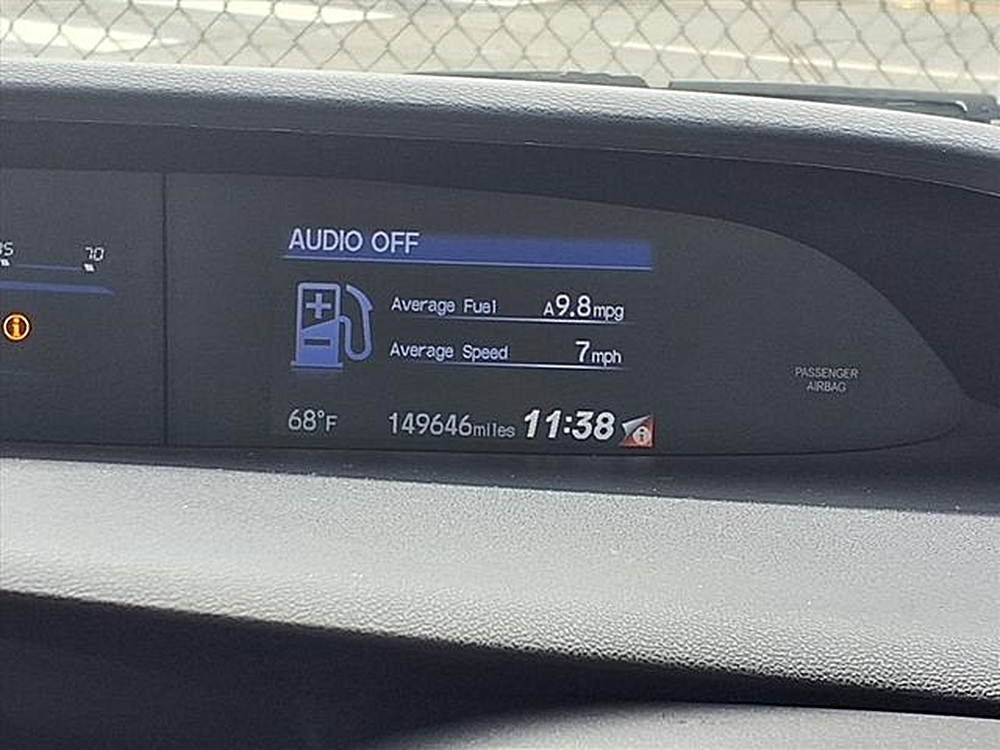 AUDIO OFF
70
Average Fuel A9.8mpg
Average Speed 7mph
PASSENGER
AIRBAG
68°F 149646miles 11:38